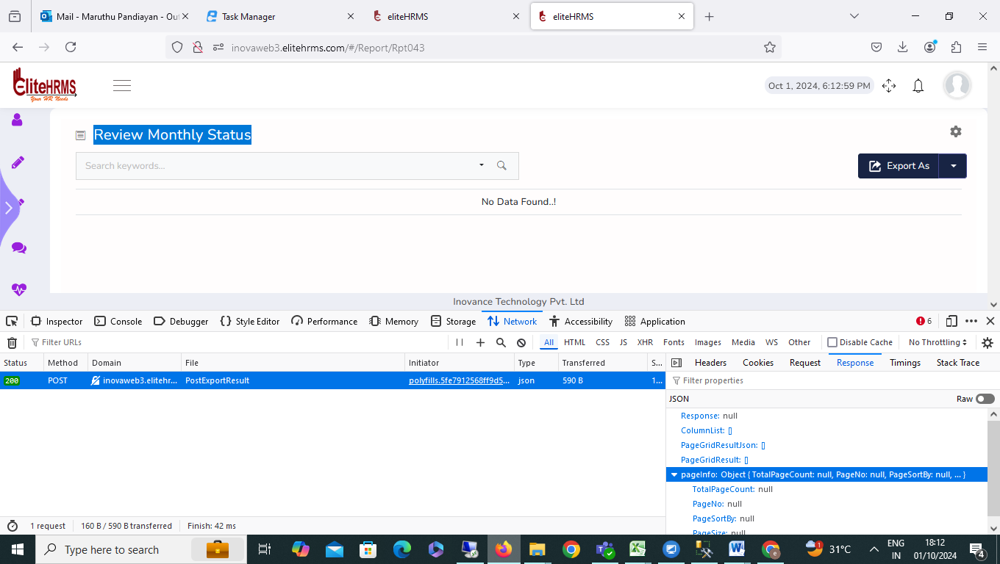 Mail - Maruthu Pandiayan - Ou
Task Manager
eliteHRMS
eliteHRMS
inovaweb3.elitehrms.com/#/Report/Rpt043
EliteHRMS
Your HR Needs
Oct 1, 2024, 6:12:59 PM
Review Monthly Status
Search keywords...
Export As
No Data Found..!
Inovance Technology Pvt. Ltd
Inspector Console Debugger Style Editor Performance Memory Storage Network Accessibility Application 6
Filter URLs All HTML CSS JS XHR Fonts Images Media WS Other Disable Cache No Throttling
Status Method Domain File Initiator Type Transferred S...
Headers Cookies Request Response Timings Stack Trace
200 POST inovaweb3.elitehr... PostExportResult polyfills.5fe7912568ff9d5... json 590 B 1...
Filter properties
JSON Raw
Response: null
ColumnList: []
PageGridResultJson: []
PageGridResult: []
pageInfo: Object { TotalPageCount: null, PageNo: null, PageSortBy: null, ... }
TotalPageCount: null
PageNo: null
PageSortBy: null
PageSize: null
1 request 160 B / 590 B transferred Finish: 42 ms
Type here to search
31°C
ENG
IN
18:12
01/10/2024
4